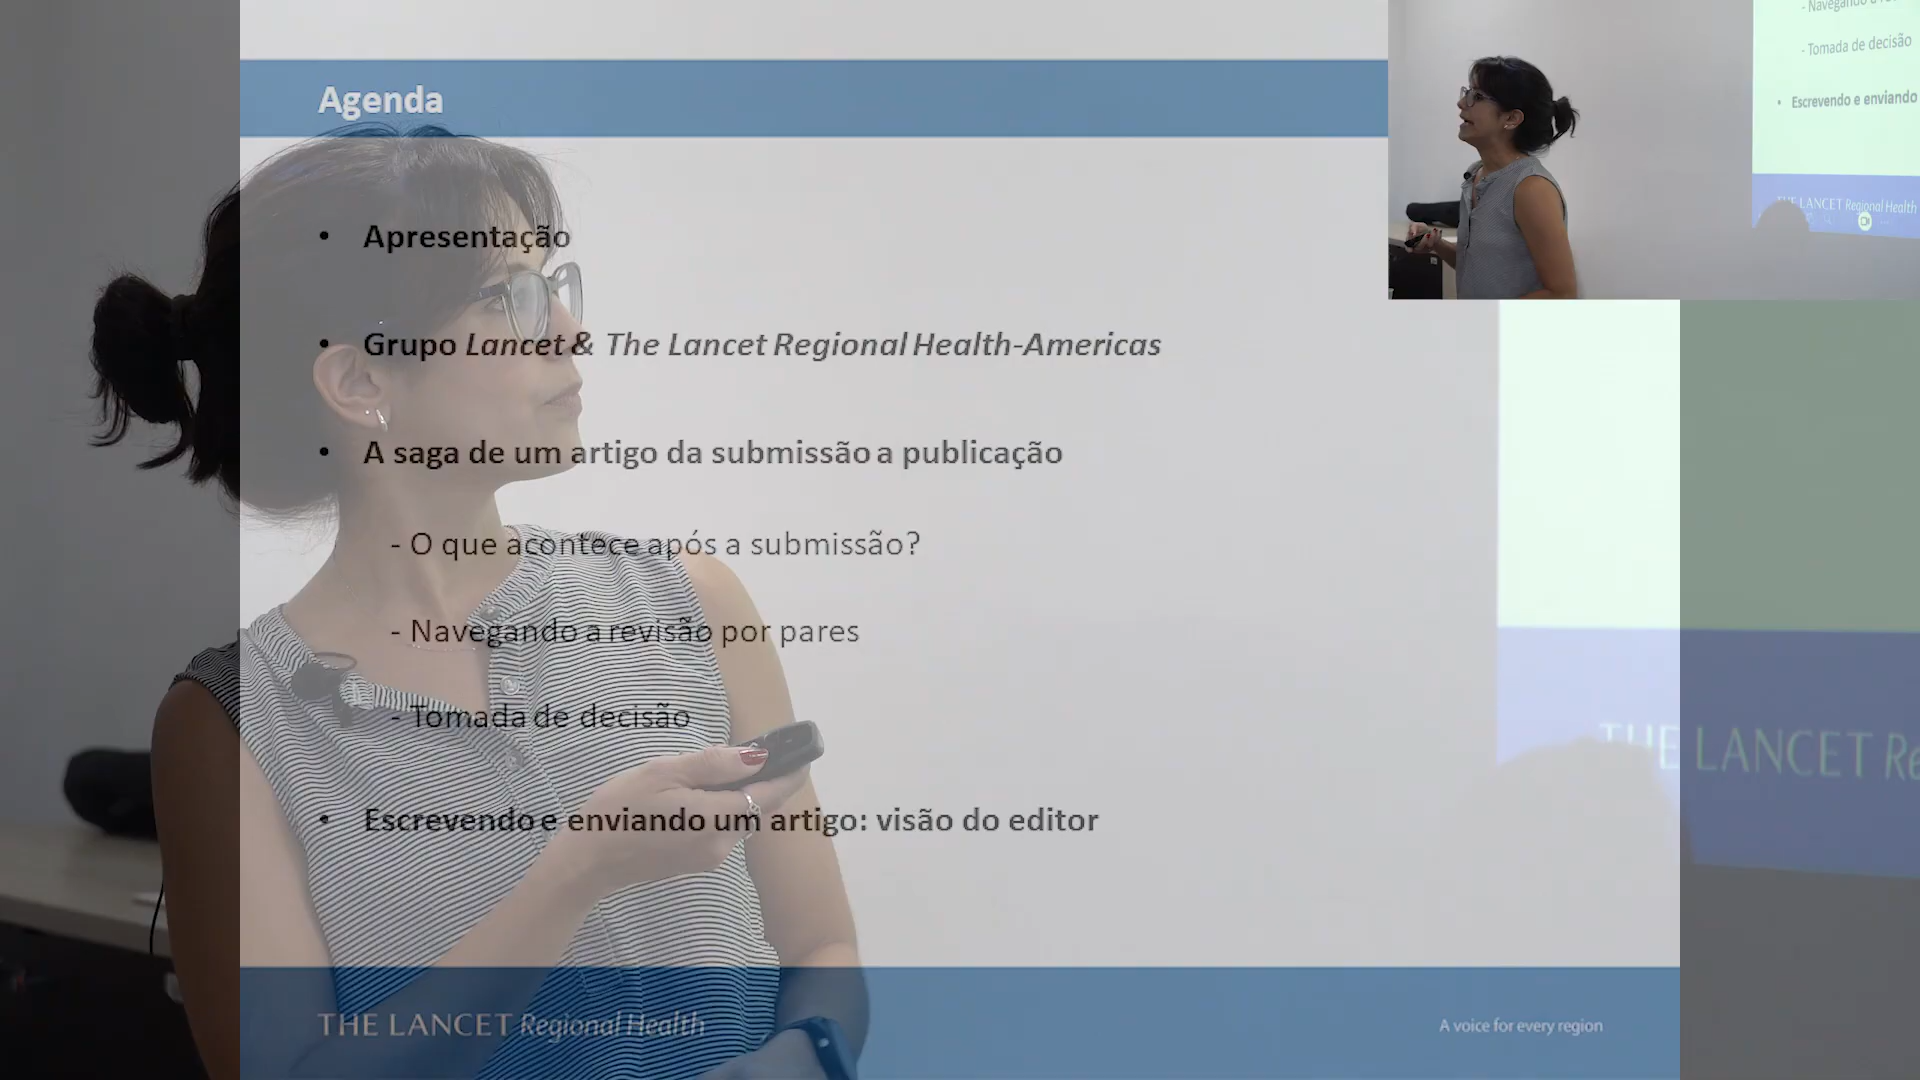 Agenda
• Apresentação
• Grupo Lancet & The Lancet Regional Health-Americas
• A saga de um artigo da submissão a publicação
- O que acontece após a submissão?
- Navegando a revisão por pares
- Tomada de decisão
• Escrevendo e enviando um artigo: visão do editor
THE LANCET Regional Health
A voice for every region
- Navegando a
- Tomada de decisão
• Escrevendo e enviando
THE LANCET Regional Health
THE LANCET Re